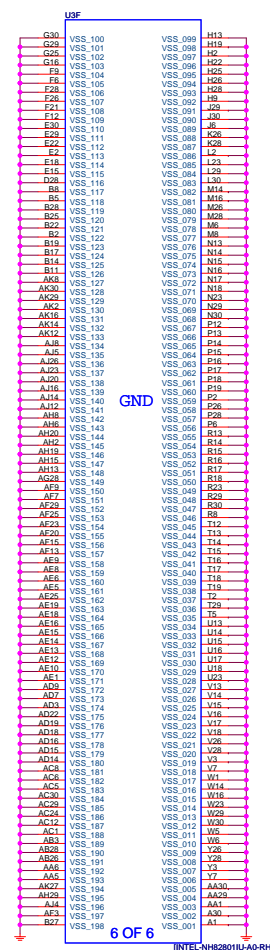 U3F
G30 VSS_100 VSS_099 H13
G29 VSS_101 VSS_098 H19
G25 VSS_102 VSS_097 H2
G16 VSS_103 VSS_096 H22
F9 VSS_104 VSS_095 H25
F6 VSS_105 VSS_094 H26
F28 VSS_106 VSS_093 H28
F26 VSS_107 VSS_092 H9
F21 VSS_108 VSS_091 J29
F12 VSS_109 VSS_090 J30
E30 VSS_110 VSS_089 J6
E29 VSS_111 VSS_088 K26
E22 VSS_112 VSS_087 K28
E2 VSS_113 VSS_086 L2
E18 VSS_114 VSS_085 L23
E15 VSS_115 VSS_084 L29
D28 VSS_116 VSS_083 L30
B8 VSS_117 VSS_082 M14
B5 VSS_118 VSS_081 M16
B28 VSS_119 VSS_080 M26
B25 VSS_120 VSS_079 M28
B22 VSS_121 VSS_078 M6
B2 VSS_122 VSS_077 M8
B19 VSS_123 VSS_076 N13
B17 VSS_124 VSS_075 N14
B14 VSS_125 VSS_074 N15
B11 VSS_126 VSS_073 N16
AK8 VSS_127 VSS_072 N17
AK30 VSS_128 VSS_071 N18
AK29 VSS_129 VSS_070 N23
AK2 VSS_130 VSS_069 N29
AK16 VSS_131 VSS_068 N30
AK14 VSS_132 VSS_067 P12
AK12 VSS_133 VSS_066 P13
AJ8 VSS_134 VSS_065 P14
AJ5 VSS_135 VSS_064 P15
AJ26 VSS_136 VSS_063 P16
AJ23 VSS_137 VSS_062 P17
AJ20 VSS_138 VSS_061 P18
AJ16 VSS_139 VSS_060 P19
AJ14 VSS_140 VSS_059 P2
GND
AJ12 VSS_141 VSS_058 P26
AH8 VSS_142 VSS_057 P28
AH6 VSS_143 VSS_056 P6
AH20 VSS_144 VSS_055 R13
AH2 VSS_145 VSS_054 R14
AH19 VSS_146 VSS_053 R15
AH15 VSS_147 VSS_052 R16
AH13 VSS_148 VSS_051 R17
AG28 VSS_149 VSS_050 R18
AF9 VSS_150 VSS_049 R23
AF7 VSS_151 VSS_048 R29
AF29 VSS_152 VSS_047 R30
AF25 VSS_153 VSS_046 R8
AF23 VSS_154 VSS_045 T12
AF20 VSS_155 VSS_044 T13
AF15 VSS_156 VSS_043 T14
AF13 VSS_157 VSS_042 T15
AE9 VSS_158 VSS_041 T16
AE8 VSS_159 VSS_040 T17
AE6 VSS_160 VSS_039 T18
AE5 VSS_161 VSS_038 T19
AE25 VSS_162 VSS_037 T2
AE19 VSS_163 VSS_036 T29
AE18 VSS_164 VSS_035 T5
AE16 VSS_165 VSS_034 U13
AE15 VSS_166 VSS_033 U14
AE14 VSS_167 VSS_032 U15
AE13 VSS_168 VSS_031 U16
AE12 VSS_169 VSS_030 U17
AE10 VSS_170 VSS_029 U18
AE1 VSS_171 VSS_028 U23
AD9 VSS_172 VSS_027 V13
AD7 VSS_173 VSS_026 V14
AD3 VSS_174 VSS_025 V15
AD22 VSS_175 VSS_024 V16
AD19 VSS_176 VSS_023 V17
AD18 VSS_177 VSS_022 V18
AD16 VSS_178 VSS_021 V26
AD15 VSS_179 VSS_020 V28
AD14 VSS_180 VSS_019 V3
AC8 VSS_181 VSS_018 V7
AC6 VSS_182 VSS_017 W1
AC5 VSS_183 VSS_016 W14
AC30 VSS_184 VSS_015 W16
AC29 VSS_185 VSS_014 W23
AC24 VSS_186 VSS_013 W29
AC12 VSS_187 VSS_012 W30
AC1 VSS_188 VSS_011 W5
AB3 VSS_189 VSS_010 W6
AB28 VSS_190 VSS_009 Y26
AB26 VSS_191 VSS_008 Y28
AA6 VSS_192 VSS_007 Y3
AA5 VSS_193 VSS_006 Y7
AK27 VSS_194 VSS_005 AA30
AH29 VSS_195 VSS_004 AA29
AJ4 VSS_196 VSS_003 AA1
AF3 VSS_197 VSS_002 A30
B27 VSS_198 VSS_001 A1
6 OF 6
INTEL-NH82801IU-A0-RH